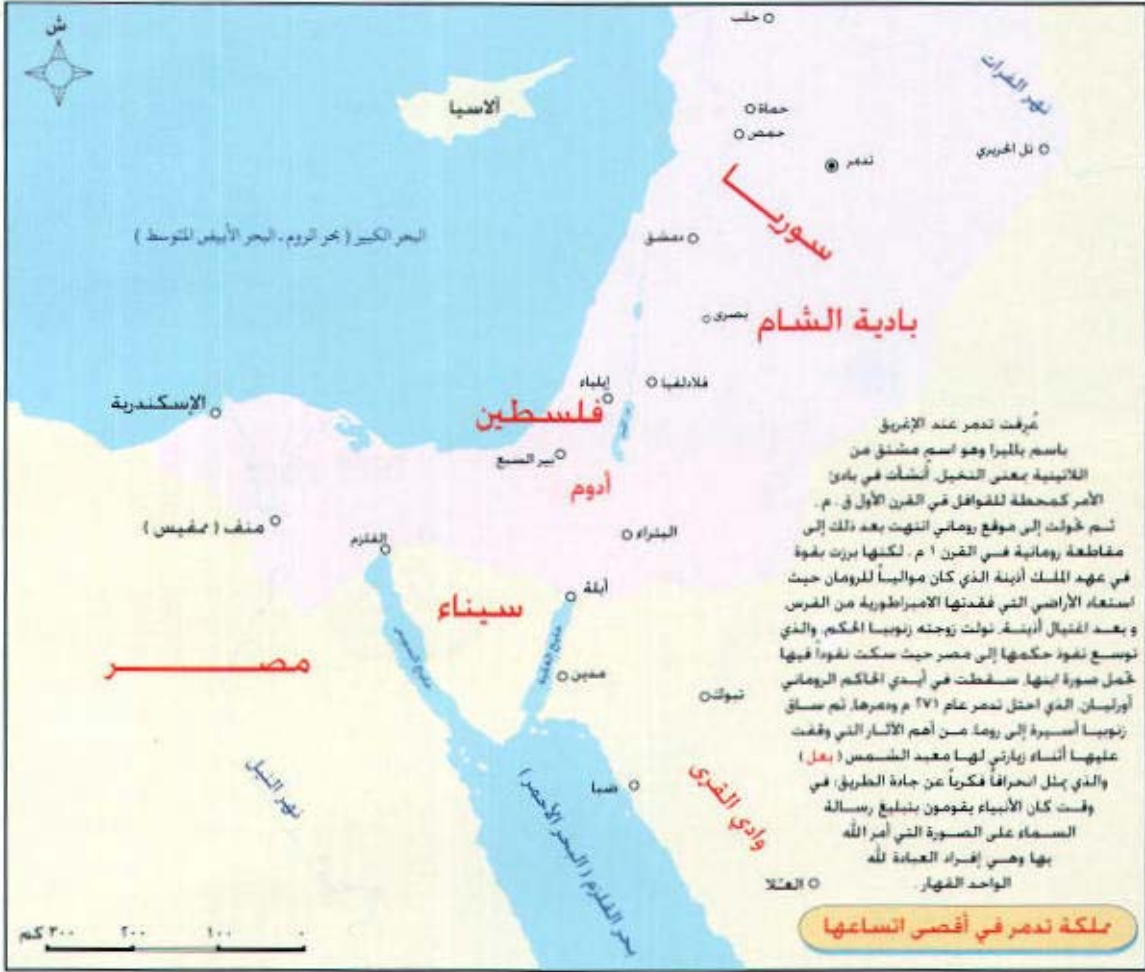 ش
حلب
نهر الفرات
ألاسيا
حماة
حمص
تدمر
تل الحريري
سوريا
البحر الكبير ( بحر الروم ـ البحر الأبيض المتوسط )
دمشق
بصرى
بادية الشام
فلادلفيا
إيلياء
الإسكندرية
فلسطين
بير السبع
أدوم
منف ( ممفيس )
القلزم
البتراء
أيلة
سيناء
خليج السويس
خليج العقبة
مصر
مدين
تبوك
نهر النيل
ضبا
وادي القرى
بحر القلزم ( البحر الأحمر )
العلا
عُرفت تدمر عند الإغريق
باسم بالميرا وهو اسم مشتق من
اللاتينية بمعنى النخيل. أنشأت في بادئ
الأمر كمحطة للقوافل في القرن الأول ق . م .
ثم تحولت إلى موقع روماني انتهت بعد ذلك إلى
مقاطعة رومانية في القرن ١ م . لكنها برزت بقوة
في عهد الملك أذينة الذي كان موالياً للرومان حيث
استعاد الأراضي التي فقدتها الامبراطورية من الفرس
و بعد اغتيال أذينة. تولت زوجته زنوبيا الحكم. والذي
توسع نفوذ حكمها إلى مصر حيث سكت نقوداً فيها
تحمل صورة ابنها. سقطت في أيدي الحاكم الروماني
أورليان. الذي احتل تدمر عام ٢٧١ م ودمرها. ثم ساق
زنوبيا أسيرة إلى روما. من أهم الآثار التي وقفت
عليها أثناء زيارتي لها معبد الشمس ( بعل )
والذي يمثل انحرافاً فكرياً عن جادة الطريق؛ في
وقت كان الأنبياء يقومون بتبليغ رسالة
السماء على الصورة التي أمر الله
بها وهي إفراد العبادة لله
الواحد القهار .
مملكة تدمر في أقصى اتساعها
٠ ١٠٠ ٢٠٠ ٣٠٠ كم